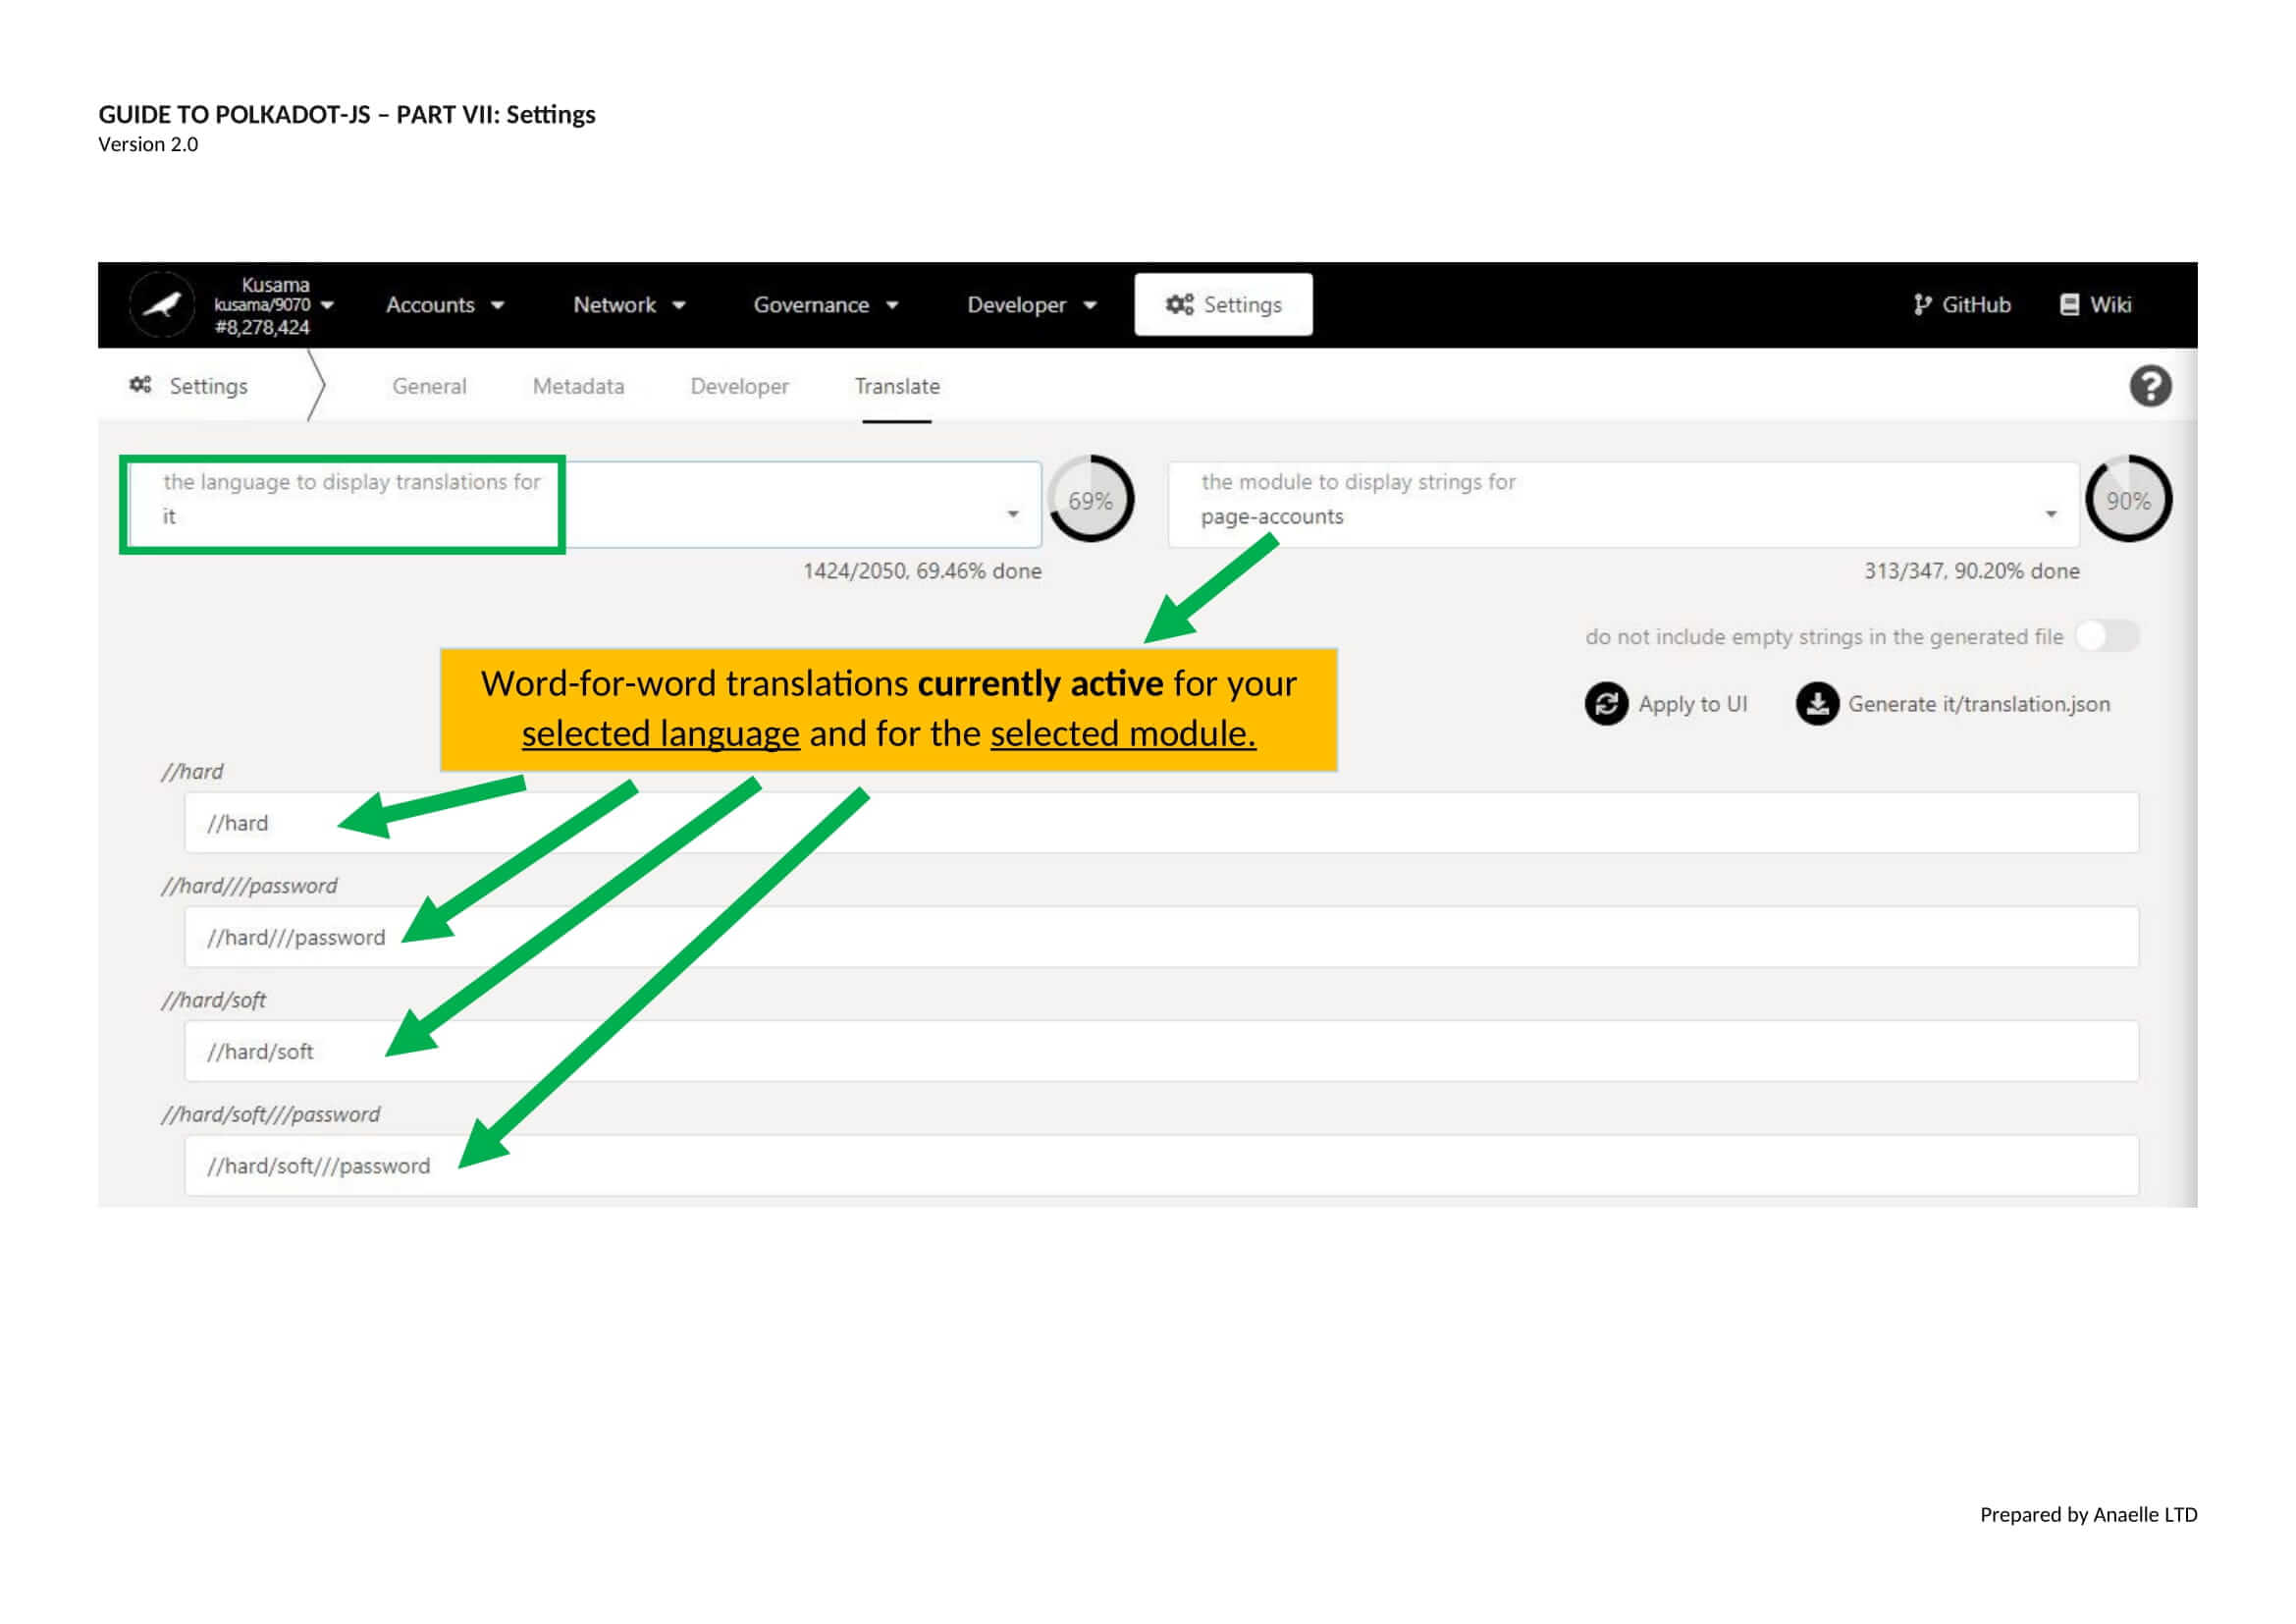 GUIDE TO POLKADOT-JS – PART VII: Settings
Version 2.0
Kusama
kusama/9070
#8,278,424
Accounts
Network
Governance
Developer
Settings
GitHub
Wiki
Settings
General
Metadata
Developer
Translate
?
the language to display translations for
it
69%
the module to display strings for
page-accounts
90%
1424/2050, 69.46% done
313/347, 90.20% done
do not include empty strings in the generated file
Apply to UI
Generate it/translation.json
Word-for-word translations currently active for your
selected language and for the selected module.
//hard
//hard
//hard///password
//hard///password
//hard/soft
//hard/soft
//hard/soft///password
//hard/soft///password
Prepared by Anaelle LTD